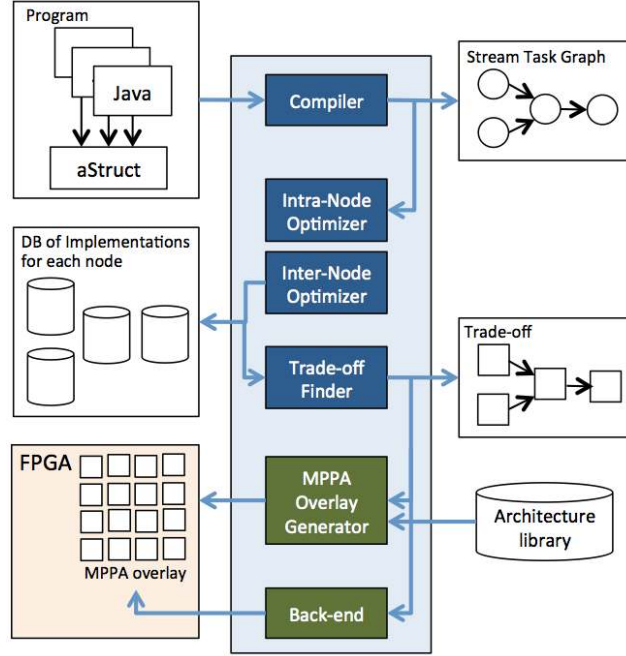 Program
Java
aStruct
Compiler
Stream Task Graph
Intra-Node
Optimizer
DB of Implementations
for each node
Inter-Node
Optimizer
Trade-off
Finder
Trade-off
FPGA
MPPA overlay
MPPA
Overlay
Generator
Architecture
library
Back-end